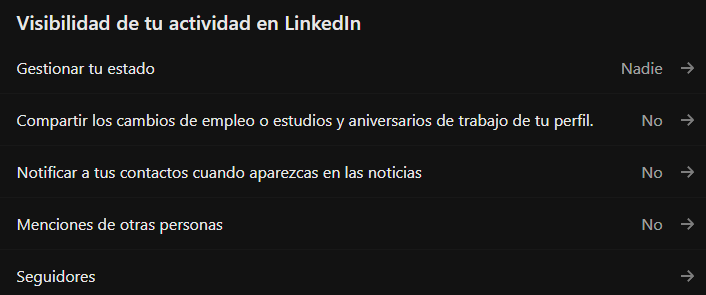 Visibilidad de tu actividad en LinkedIn
Gestionar tu estado Nadie →
Compartir los cambios de empleo o estudios y aniversarios de trabajo de tu perfil. No →
Notificar a tus contactos cuando aparezcas en las noticias No →
Menciones de otras personas No →
Seguidores →